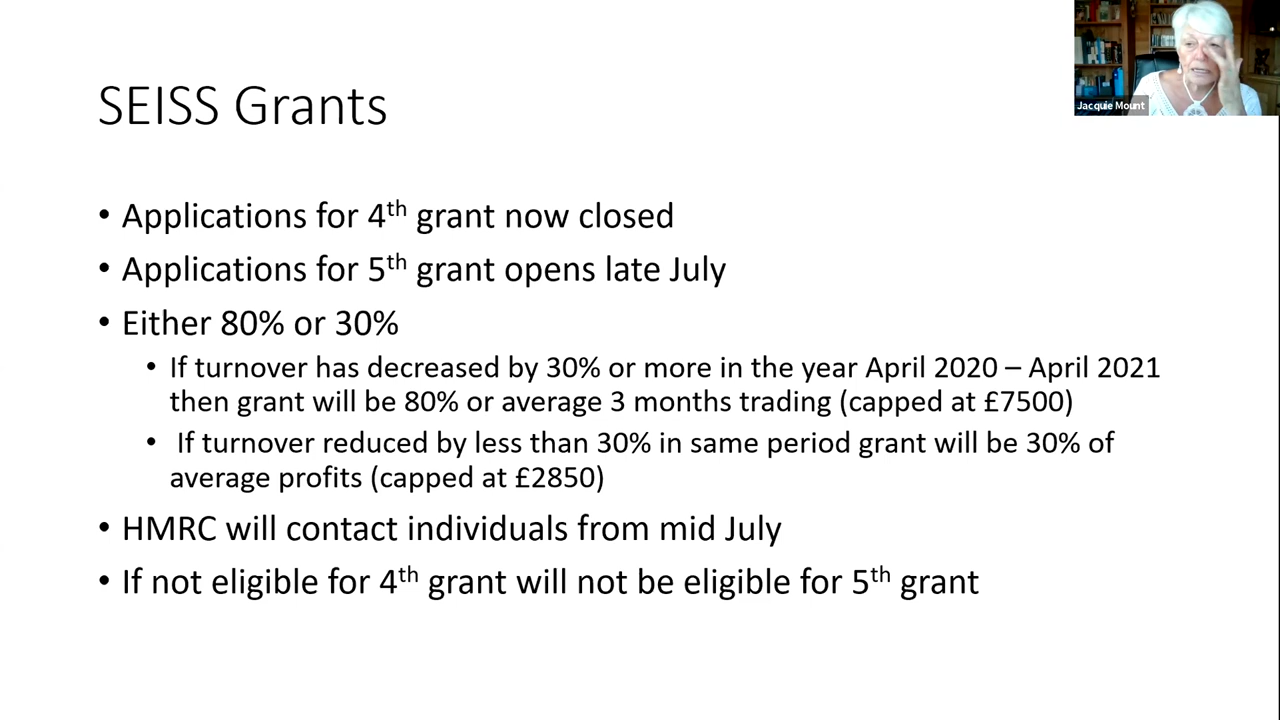 Jacquie Mount
SEISS Grants
• Applications for 4th grant now closed
• Applications for 5th grant opens late July
• Either 80% or 30%
• If turnover has decreased by 30% or more in the year April 2020 – April 2021
then grant will be 80% or average 3 months trading (capped at £7500)
• If turnover reduced by less than 30% in same period grant will be 30% of
average profits (capped at £2850)
• HMRC will contact individuals from mid July
• If not eligible for 4th grant will not be eligible for 5th grant